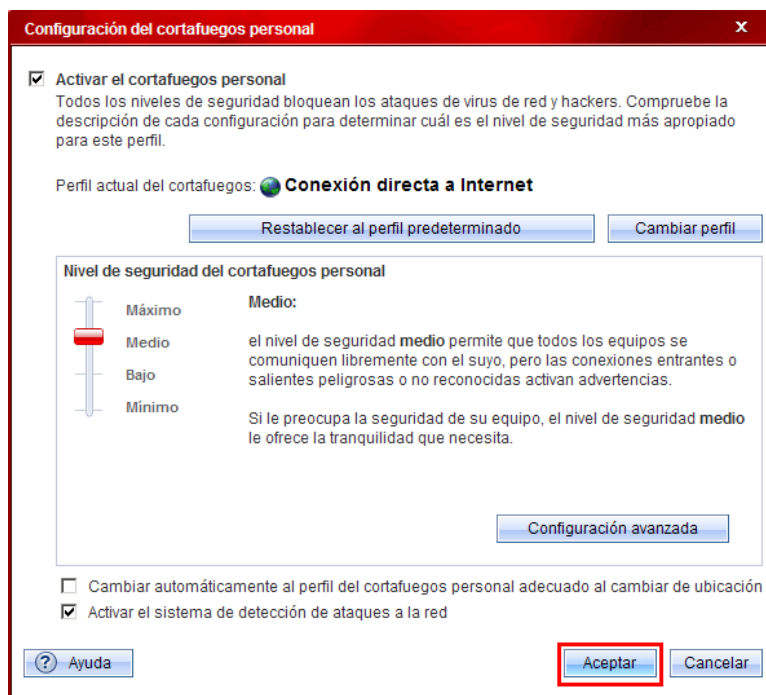 Configuración del cortafuegos personal
x
Activar el cortafuegos personal
Todos los niveles de seguridad bloquean los ataques de virus de red y hackers. Compruebe la
descripción de cada configuración para determinar cuál es el nivel de seguridad más apropiado
para este perfil.
Perfil actual del cortafuegos: Conexión directa a Internet
Restablecer al perfil predeterminado
Cambiar perfil
Nivel de seguridad del cortafuegos personal
Máximo
Medio
Bajo
Mínimo
Medio:
el nivel de seguridad medio permite que todos los equipos se
comuniquen libremente con el suyo, pero las conexiones entrantes o
salientes peligrosas o no reconocidas activan advertencias.
Si le preocupa la seguridad de su equipo, el nivel de seguridad medio
le ofrece la tranquilidad que necesita.
Configuración avanzada
Cambiar automáticamente al perfil del cortafuegos personal adecuado al cambiar de ubicación
Activar el sistema de detección de ataques a la red
? Ayuda
Aceptar
Cancelar